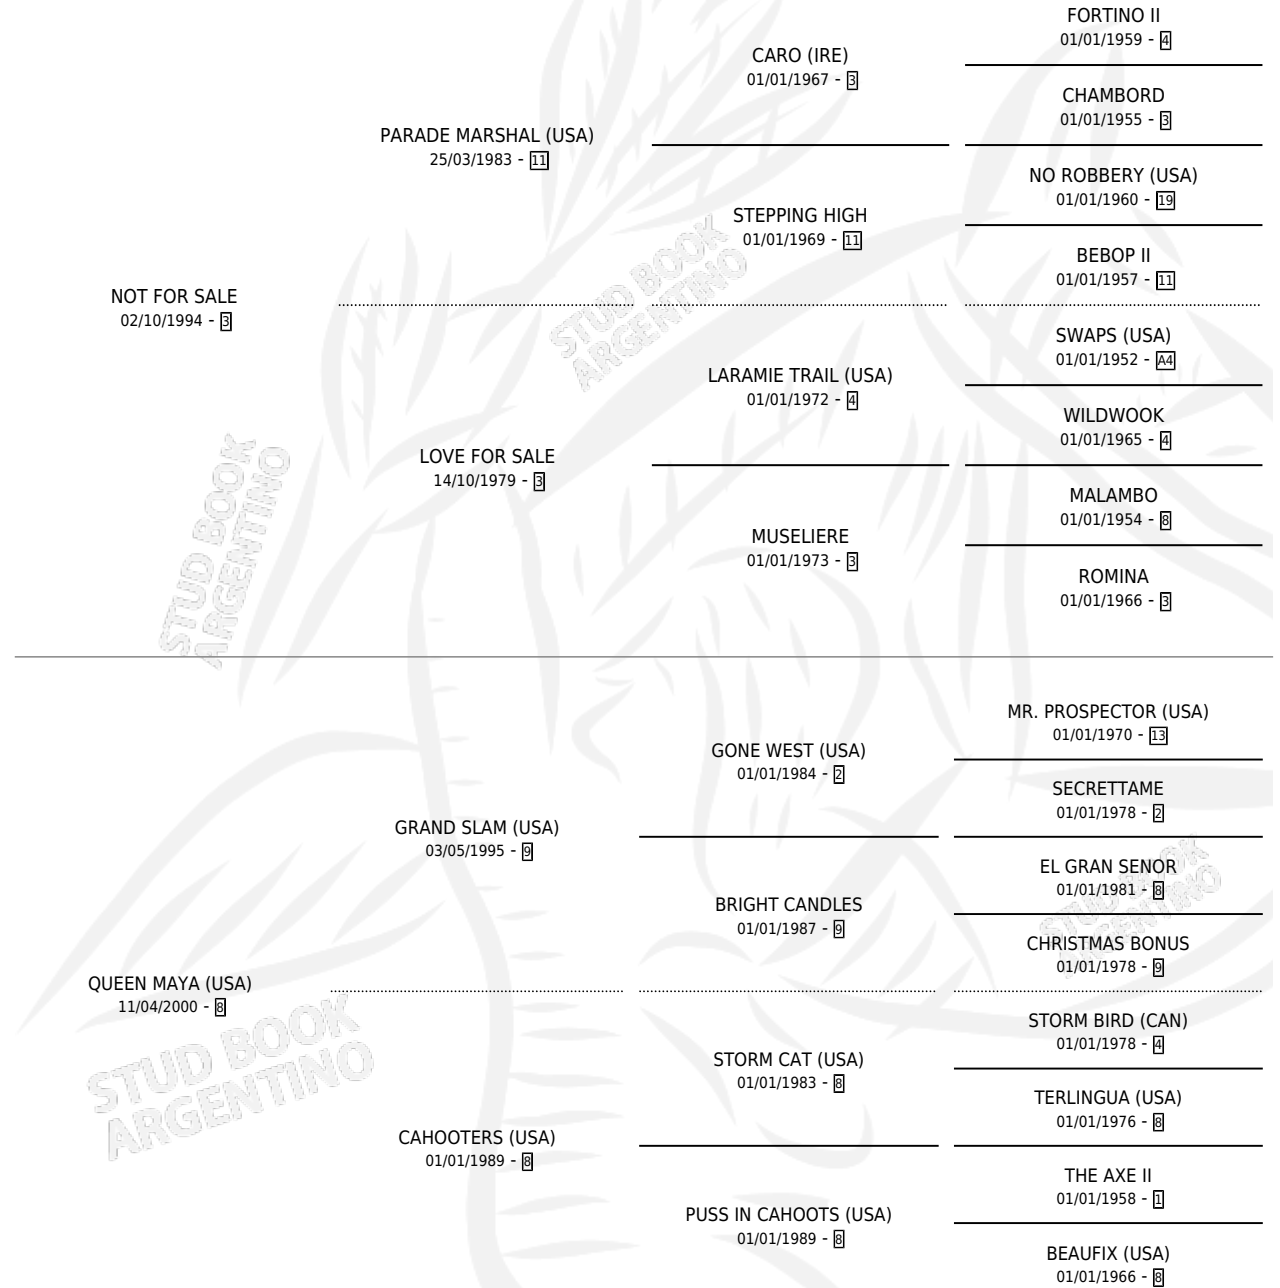 FORTINO II
01/01/1959 - 4
CARO (IRE)
01/01/1967 - 3
CHAMBORD
01/01/1955 - 3
PARADE MARSHAL (USA)
25/03/1983 - 11
NO ROBBERY (USA)
01/01/1960 - 19
STEPPING HIGH
01/01/1969 - 11
BEBOP II
01/01/1957 - 11
NOT FOR SALE
02/10/1994 - 3
SWAPS (USA)
01/01/1952 - A4
LARAMIE TRAIL (USA)
01/01/1972 - 4
WILDWOOK
01/01/1965 - 4
LOVE FOR SALE
14/10/1979 - 3
MALAMBO
01/01/1954 - 8
MUSELIERE
01/01/1973 - 3
ROMINA
01/01/1966 - 3
STUD BOOK
ARGENTINO
STUD BOOK
ARGENTINO
MR. PROSPECTOR (USA)
01/01/1970 - 13
GONE WEST (USA)
01/01/1984 - 2
SECRETTAME
01/01/1978 - 2
GRAND SLAM (USA)
03/05/1995 - 9
EL GRAN SENOR
01/01/1981 - 8
BRIGHT CANDLES
01/01/1987 - 9
CHRISTMAS BONUS
01/01/1978 - 9
QUEEN MAYA (USA)
11/04/2000 - 8
STORM BIRD (CAN)
01/01/1978 - 4
STORM CAT (USA)
01/01/1983 - 8
TERLINGUA (USA)
01/01/1976 - 8
CAHOOTERS (USA)
01/01/1989 - 8
THE AXE II
01/01/1958 - 1
PUSS IN CAHOOTS (USA)
01/01/1989 - 8
BEAUFIX (USA)
01/01/1966 - 8
STUD BOOK
ARGENTINO
STUD BOOK
ARGENTINO